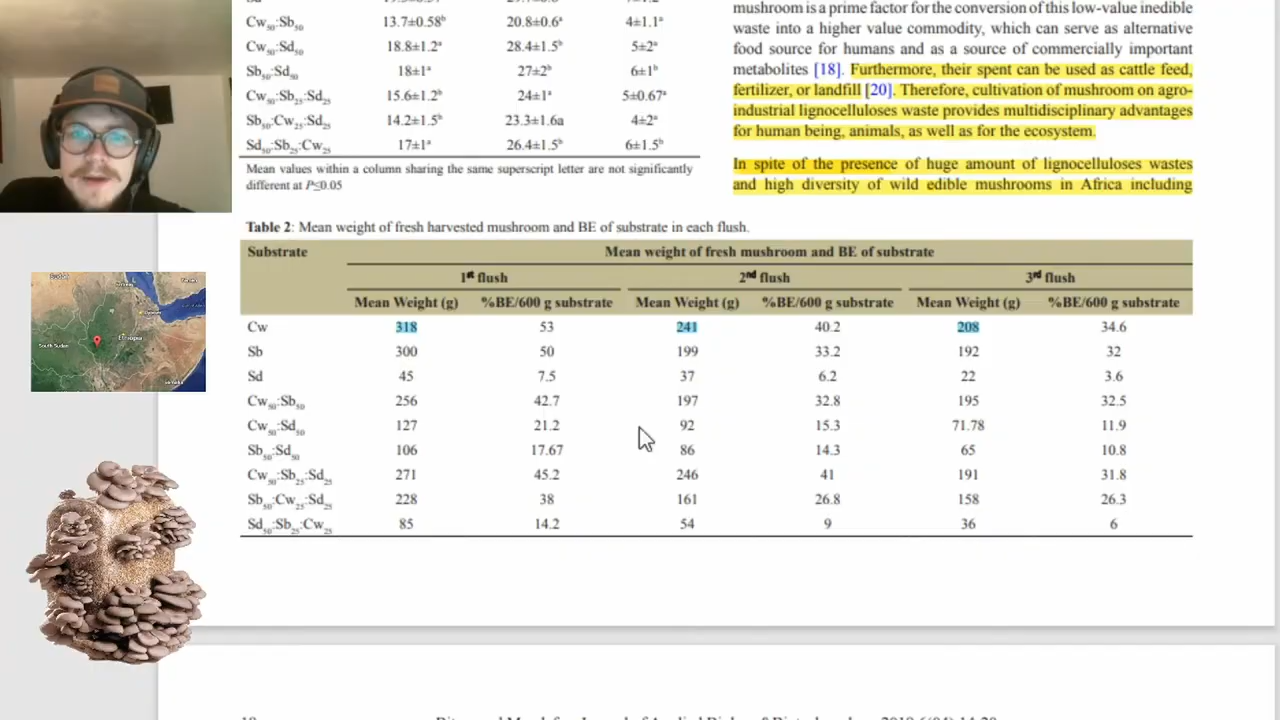 Cw50:Sb50 13.7±0.58ᵇ 20.8±0.6ᵃ 4±1.1ᵃ
Cw50:Sd50 18.8±1.2ᵃ 28.4±1.5ᵇ 5±2ᵃ
Sb50:Sd50 18±1ᵃ 27±2ᵇ 6±1ᵇ
Cw50:Sb25:Sd25 15.6±1.2ᵇ 24±1ᵃ 5±0.67ᵃ
Sb50:Cw25:Sd25 14.2±1.5ᵇ 23.3±1.6a 4±2ᵃ
Sd50:Sb25:Cw25 17±1ᵃ 26.4±1.5ᵇ 6±1.5ᵇ
Mean values within a column sharing the same superscript letter are not significantly
different at P≤0.05
mushroom is a prime factor for the conversion of this low-value inedible
waste into a higher value commodity, which can serve as alternative
food source for humans and as a source of commercially important
metabolites [18]. Furthermore, their spent can be used as cattle feed,
fertilizer, or landfill [20]. Therefore, cultivation of mushroom on agro-
industrial lignocelluloses waste provides multidisciplinary advantages
for human being, animals, as well as for the ecosystem.
In spite of the presence of huge amount of lignocelluloses wastes
and high diversity of wild edible mushrooms in Africa including
Table 2: Mean weight of fresh harvested mushroom and BE of substrate in each flush.
Substrate Mean weight of fresh mushroom and BE of substrate
1st flush 2nd flush 3rd flush
Mean Weight (g) %BE/600 g substrate Mean Weight (g) %BE/600 g substrate Mean Weight (g) %BE/600 g substrate
Cw 318 53 241 40.2 208 34.6
Sb 300 50 199 33.2 192 32
Sd 45 7.5 37 6.2 22 3.6
Cw50:Sb50 256 42.7 197 32.8 195 32.5
Cw50:Sd50 127 21.2 92 15.3 71.78 11.9
Sb50:Sd50 106 17.67 86 14.3 65 10.8
Cw50:Sb25:Sd25 271 45.2 246 41 191 31.8
Sb50:Cw25:Sd25 228 38 161 26.8 158 26.3
Sd50:Sb25:Cw25 85 14.2 54 9 36 6
South Sudan
Ethiopia